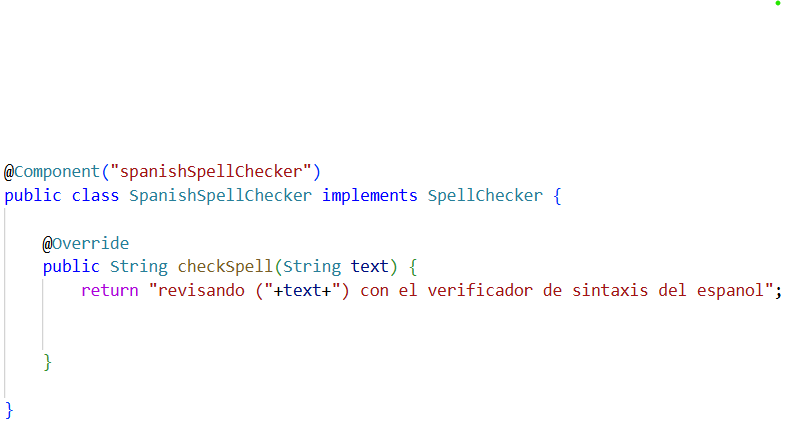 @Component("spanishSpellChecker")
public class SpanishSpellChecker implements SpellChecker {
@Override
public String checkSpell(String text) {
return "revisando ("+text+") con el verificador de sintaxis del espanol";
}
}